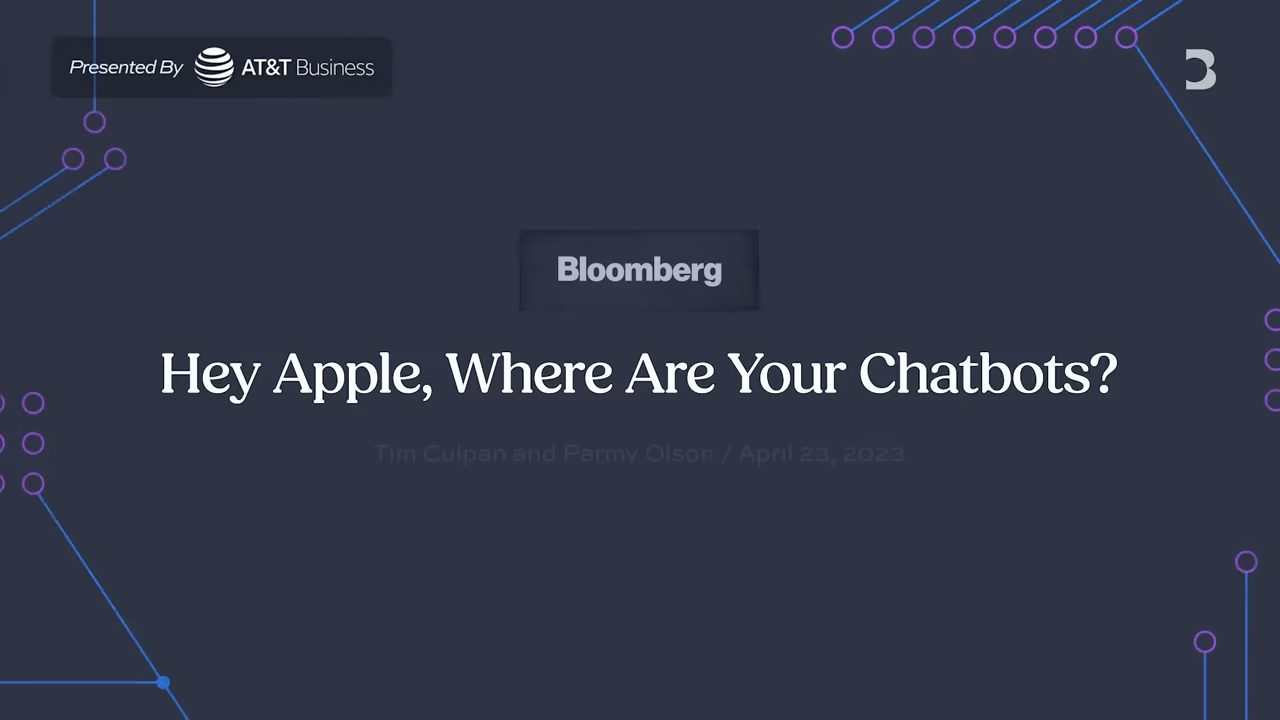 Presented By AT&T Business
Bloomberg
Hey Apple, Where Are Your Chatbots?
Tim Culpan and Parmy Olson / April 23, 2023